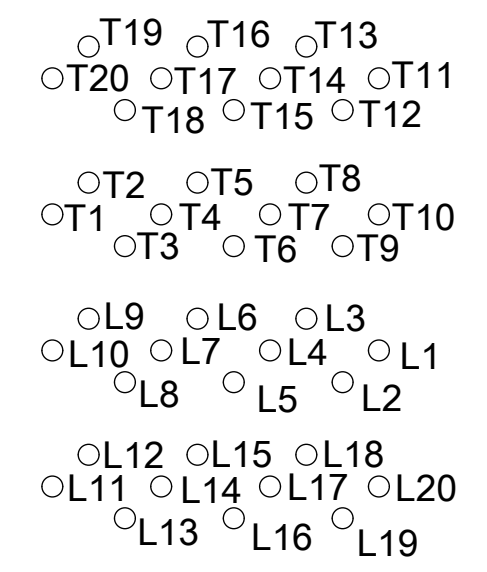 T19 T16 T13
T20 T17 T14 T11
T18 T15 T12
T2 T5 T8
T1 T4 T7 T10
T3 T6 T9
L9 L6 L3
L10 L7 L4 L1
L8 L5 L2
L12 L15 L18
L11 L14 L17 L20
L13 L16 L19